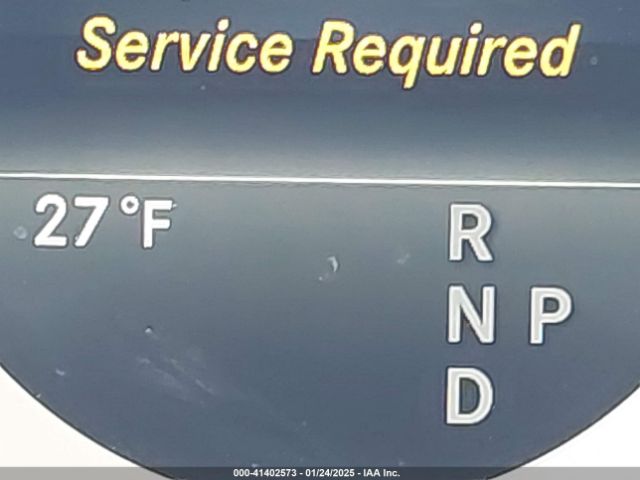 Service Required
27°F
R
N P
D
000-41402573 - 01/24/2025 - IAA Inc.